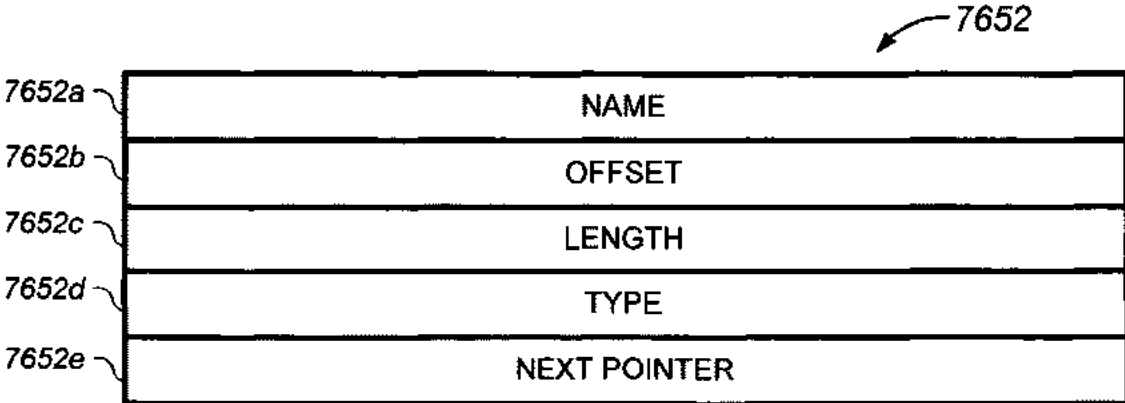 7652
7652a NAME
7652b OFFSET
7652c LENGTH
7652d TYPE
7652e NEXT POINTER